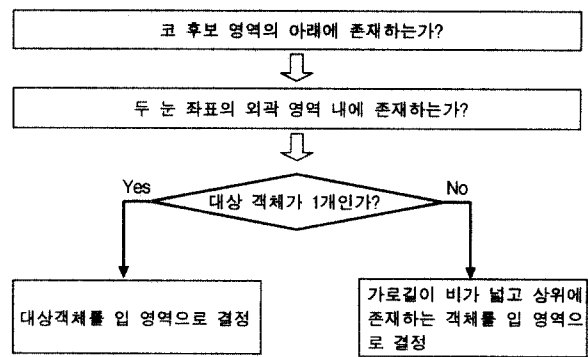 코 후보 영역의 아래에 존재하는가?
두 눈 좌표의 외곽 영역 내에 존재하는가?
Yes
대상 객체가 1개인가?
No
대상객체를 입 영역으로 결정
가로길이 비가 넓고 상위에
존재하는 객체를 입 영역으
로 결정